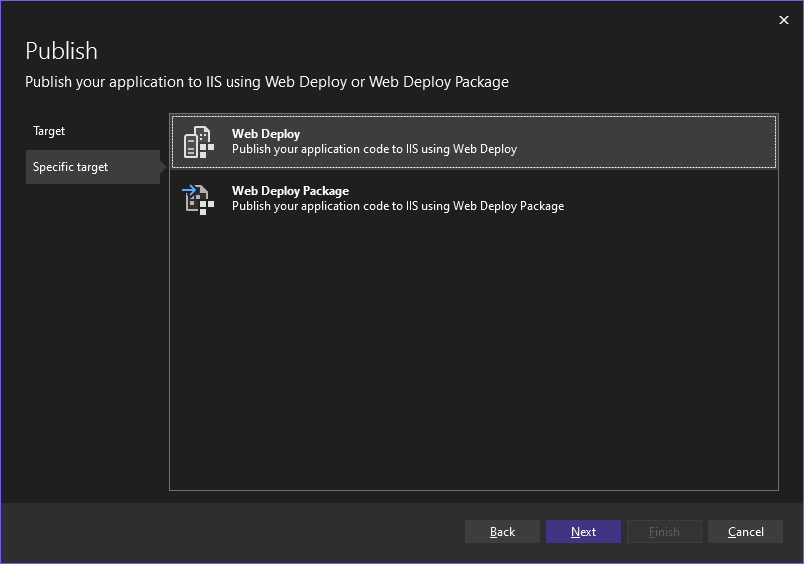 Publish
Publish your application to IIS using Web Deploy or Web Deploy Package
Target
Specific target
Web Deploy
Publish your application code to IIS using Web Deploy
Web Deploy Package
Publish your application code to IIS using Web Deploy Package
Back
Next
Finish
Cancel